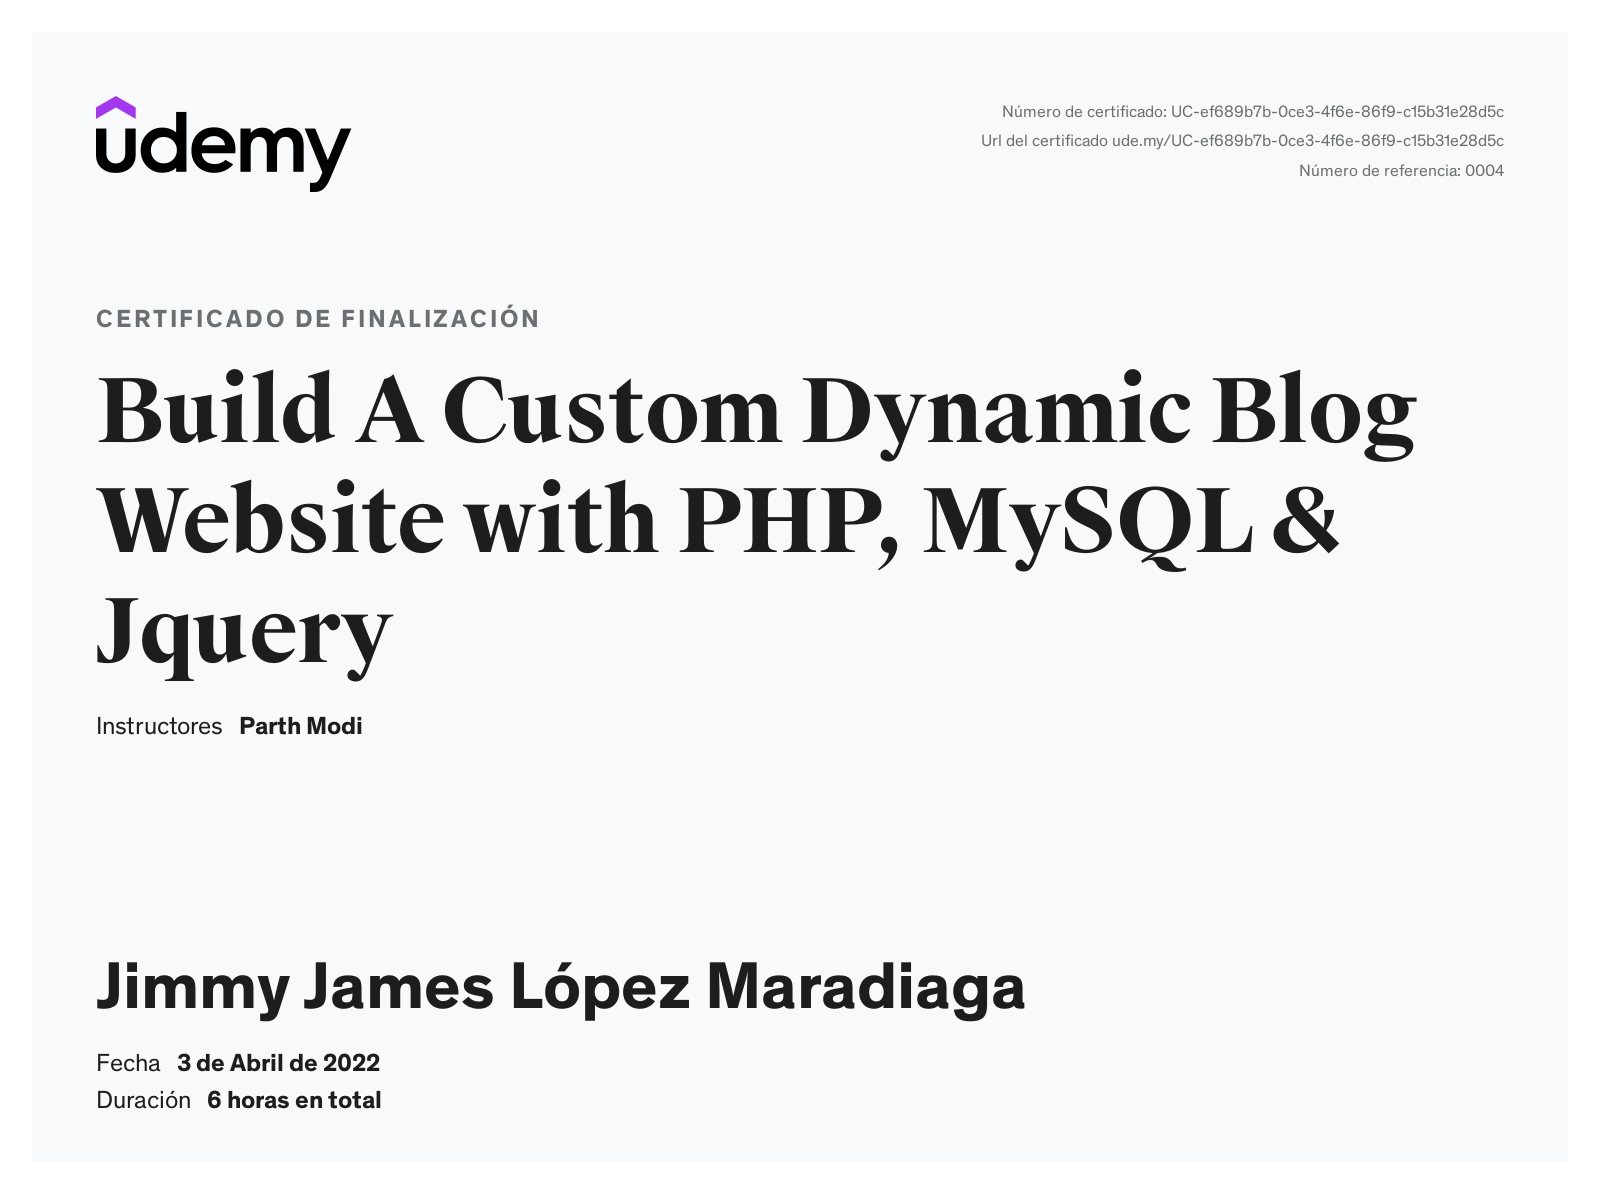 udemy
Número de certificado: UC-ef689b7b-0ce3-4f6e-86f9-c15b31e28d5c
Url del certificado ude.my/UC-ef689b7b-0ce3-4f6e-86f9-c15b31e28d5c
Número de referencia: 0004
CERTIFICADO DE FINALIZACIÓN
Build A Custom Dynamic Blog
Website with PHP, MySQL &
Jquery
Instructores Parth Modi
Jimmy James López Maradiaga
Fecha 3 de Abril de 2022
Duración 6 horas en total